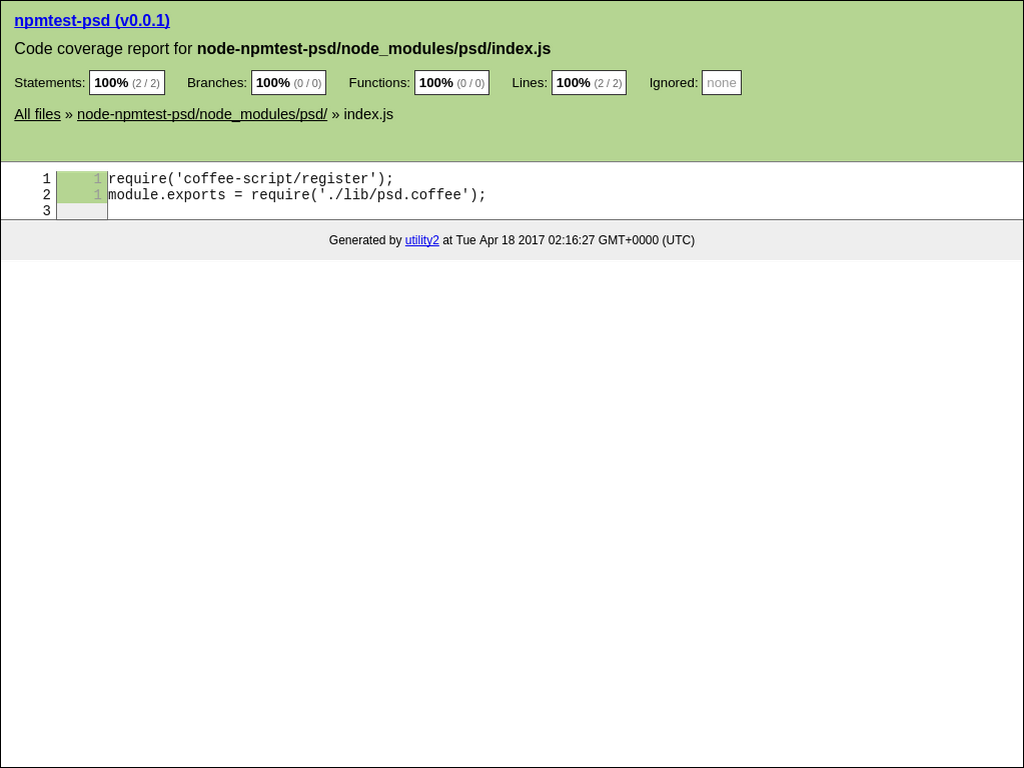 npmtest-psd (v0.0.1)
Code coverage report for node-npmtest-psd/node_modules/psd/index.js
Statements: 100% (2 / 2) Branches: 100% (0 / 0) Functions: 100% (0 / 0) Lines: 100% (2 / 2) Ignored: none
All files » node-npmtest-psd/node_modules/psd/ » index.js
1 1 require('coffee-script/register');
2 1 module.exports = require('./lib/psd.coffee');
3
Generated by utility2 at Tue Apr 18 2017 02:16:27 GMT+0000 (UTC)